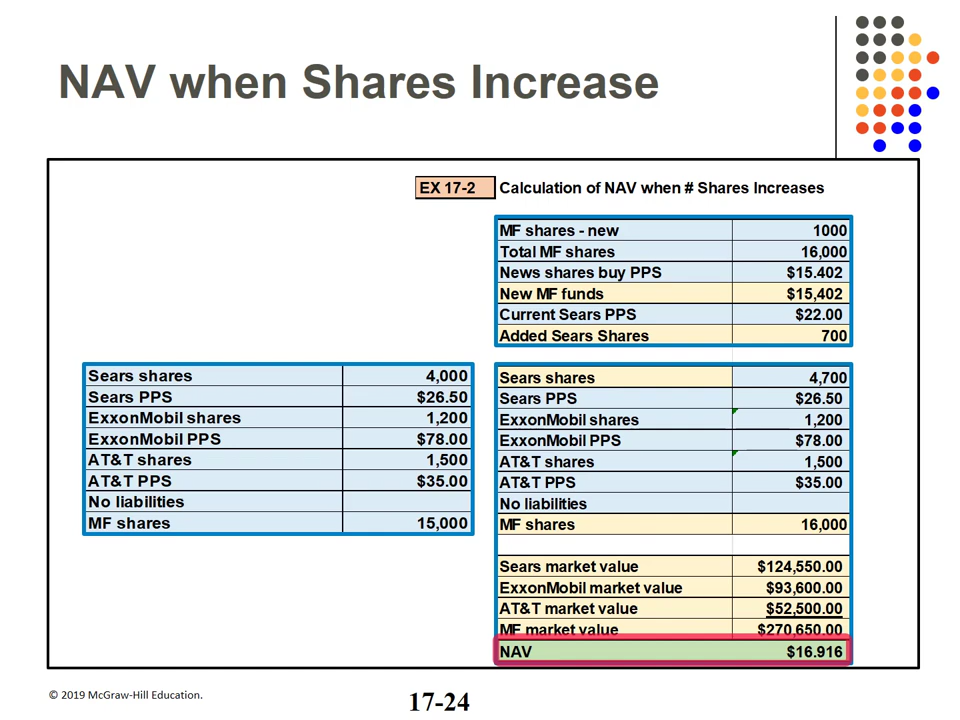 NAV when Shares Increase
EX 17-2 Calculation of NAV when # Shares Increases
MF shares - new 1000
Total MF shares 16,000
News shares buy PPS $15.402
New MF funds $15,402
Current Sears PPS $22.00
Added Sears Shares 700
Sears shares 4,000
Sears PPS $26.50
ExxonMobil shares 1,200
ExxonMobil PPS $78.00
AT&T shares 1,500
AT&T PPS $35.00
No liabilities
MF shares 15,000
Sears shares 4,700
Sears PPS $26.50
ExxonMobil shares 1,200
ExxonMobil PPS $78.00
AT&T shares 1,500
AT&T PPS $35.00
No liabilities
MF shares 16,000
Sears market value $124,550.00
ExxonMobil market value $93,600.00
AT&T market value $52,500.00
MF market value $270,650.00
NAV $16.916
© 2019 McGraw-Hill Education.
17-24